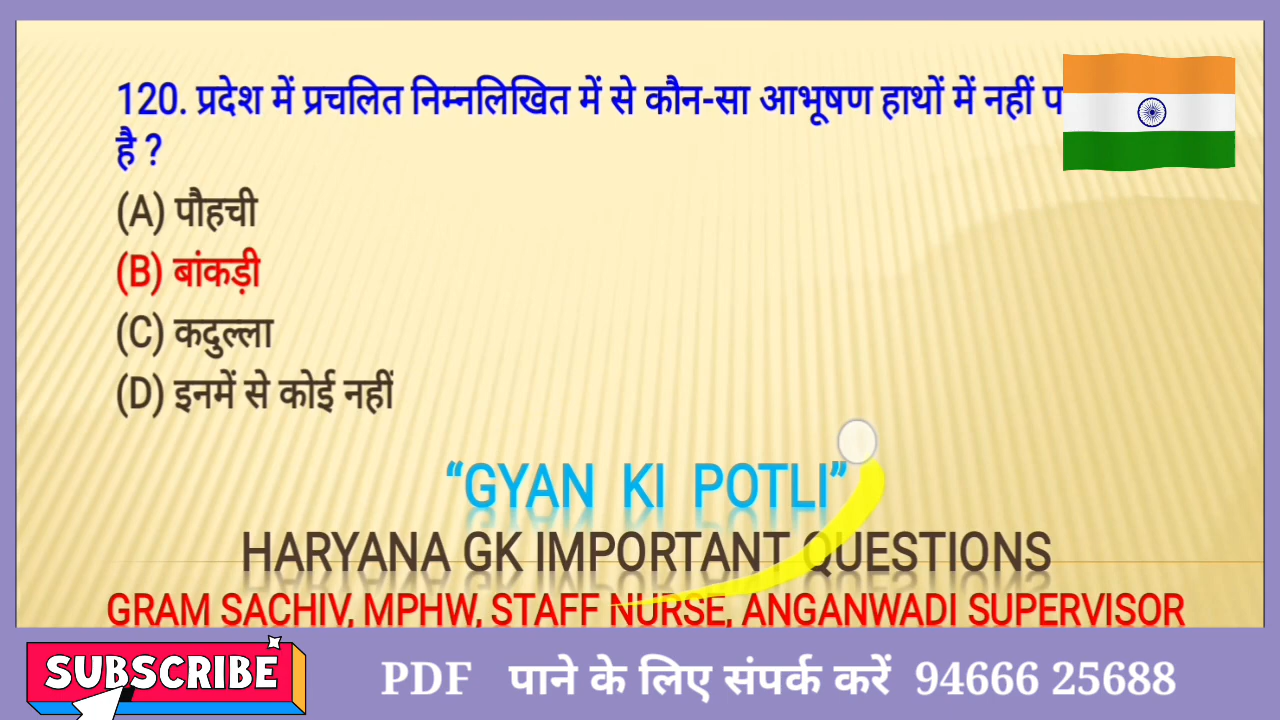 120. प्रदेश में प्रचलित निम्नलिखित में से कौन-सा आभूषण हाथों में नहीं
है ?
(A) पौहची
(B) बांकड़ी
(C) कदुल्ला
(D) इनमें से कोई नहीं
“GYAN KI POTLI”
HARYANA GK IMPORTANT QUESTIONS
GRAM SACHIV, MPHW, STAFF NURSE, ANGANWADI SUPERVISOR
SUBSCRIBE
PDF पाने के लिए संपर्क करें 94666 25688